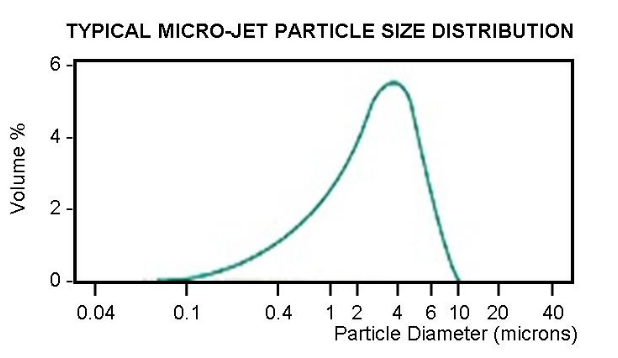 TYPICAL MICRO-JET PARTICLE SIZE DISTRIBUTION
6
4
2
0
Volume %
0.04 0.1 0.4 1 2 4 6 10 20 40
Particle Diameter (microns)